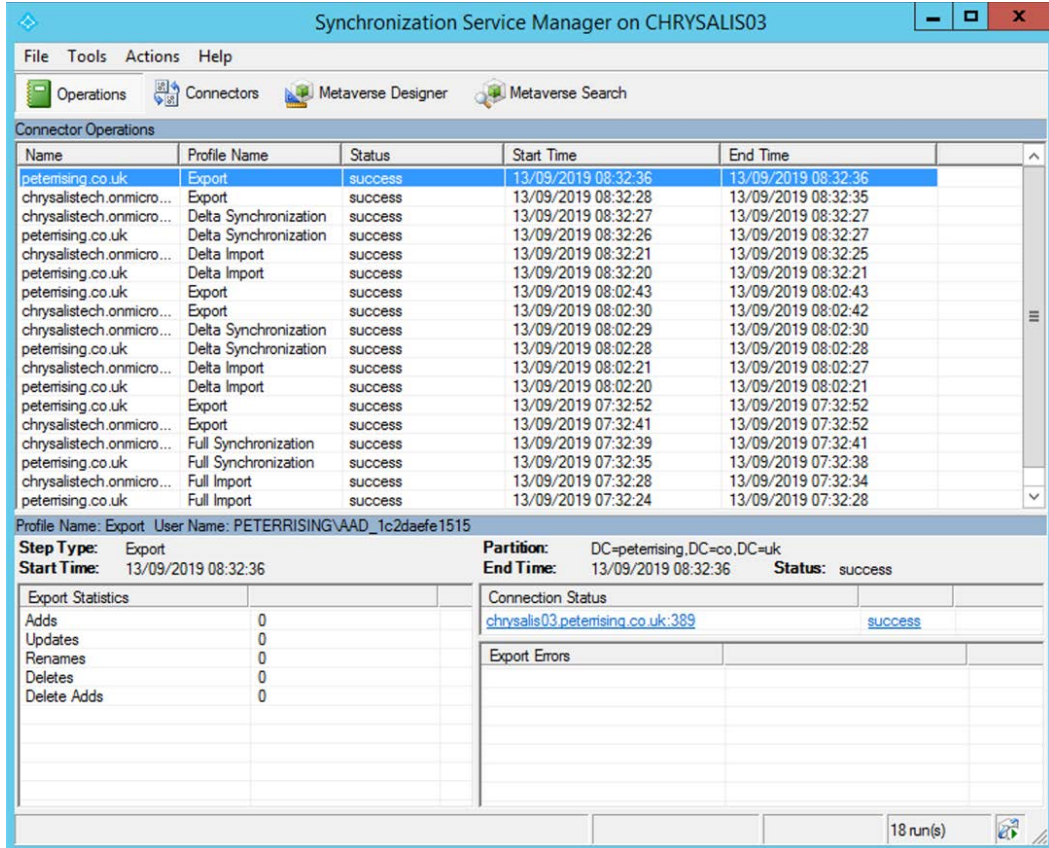 Synchronization Service Manager on CHRYSALIS03
File Tools Actions Help
Operations Connectors Metaverse Designer Metaverse Search
Connector Operations
Name Profile Name Status Start Time End Time
peterrising.co.uk Export success 13/09/2019 08:32:36 13/09/2019 08:32:36
chrysalistech.onmicro... Export success 13/09/2019 08:32:28 13/09/2019 08:32:35
chrysalistech.onmicro... Delta Synchronization success 13/09/2019 08:32:27 13/09/2019 08:32:27
peterrising.co.uk Delta Synchronization success 13/09/2019 08:32:26 13/09/2019 08:32:27
chrysalistech.onmicro... Delta Import success 13/09/2019 08:32:21 13/09/2019 08:32:25
peterrising.co.uk Delta Import success 13/09/2019 08:32:20 13/09/2019 08:32:21
peterrising.co.uk Export success 13/09/2019 08:02:43 13/09/2019 08:02:43
chrysalistech.onmicro... Export success 13/09/2019 08:02:30 13/09/2019 08:02:42
chrysalistech.onmicro... Delta Synchronization success 13/09/2019 08:02:29 13/09/2019 08:02:30
peterrising.co.uk Delta Synchronization success 13/09/2019 08:02:28 13/09/2019 08:02:28
chrysalistech.onmicro... Delta Import success 13/09/2019 08:02:21 13/09/2019 08:02:27
peterrising.co.uk Delta Import success 13/09/2019 08:02:20 13/09/2019 08:02:21
peterrising.co.uk Export success 13/09/2019 07:32:52 13/09/2019 07:32:52
chrysalistech.onmicro... Export success 13/09/2019 07:32:41 13/09/2019 07:32:52
chrysalistech.onmicro... Full Synchronization success 13/09/2019 07:32:39 13/09/2019 07:32:41
peterrising.co.uk Full Synchronization success 13/09/2019 07:32:35 13/09/2019 07:32:38
chrysalistech.onmicro... Full Import success 13/09/2019 07:32:28 13/09/2019 07:32:34
peterrising.co.uk Full Import success 13/09/2019 07:32:24 13/09/2019 07:32:28
Profile Name: Export User Name: PETERRISING\AAD_1c2daefe1515
Step Type: Export Partition: DC=peterrising,DC=co,DC=uk
Start Time: 13/09/2019 08:32:36 End Time: 13/09/2019 08:32:36 Status: success
Export Statistics Connection Status
Adds 0 chrysalis03.peterrising.co.uk:389 success
Updates 0
Renames 0 Export Errors
Deletes 0
Delete Adds 0
18 run(s)